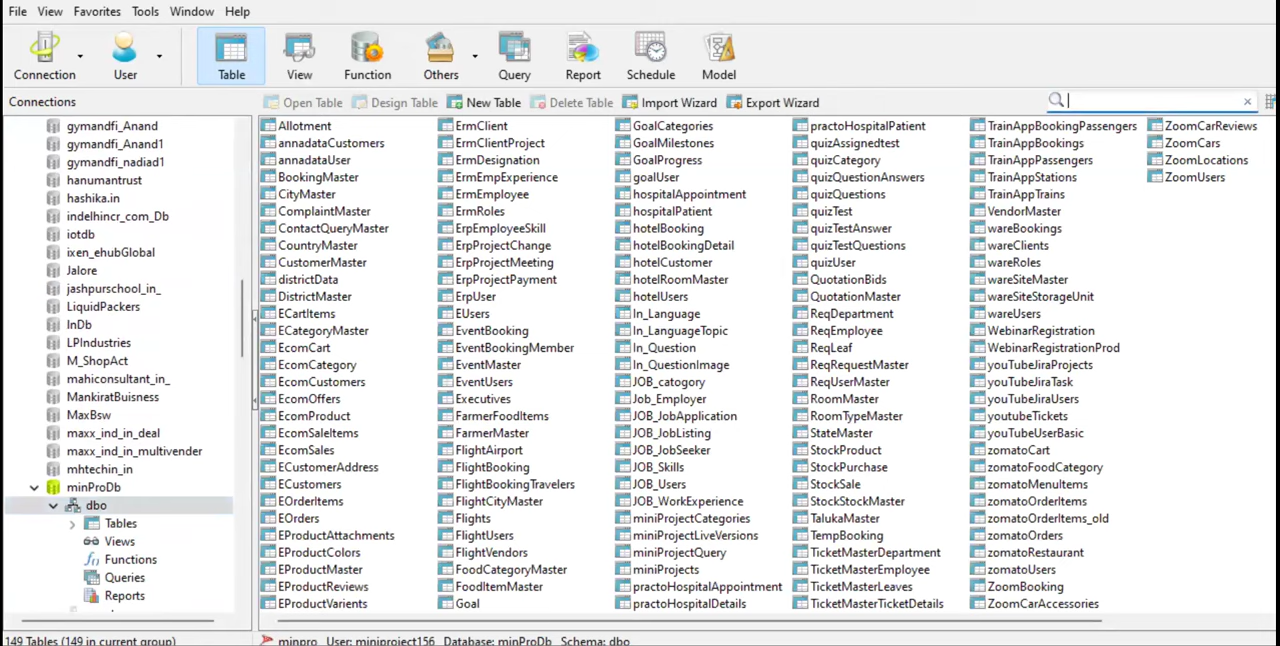 File View Favorites Tools Window Help
Connection User Table View Function Others Query Report Schedule Model
Connections
Open Table Design Table New Table Delete Table Import Wizard Export Wizard
gymandfi_Anand
gymandfi_Anand1
gymandfi_nadiad1
hanumantrust
hashika.in
indelhincr_com_Db
iotdb
ixen_ehubGlobal
Jalore
jashpurschool_in_
LiquidPackers
lnDb
LPIndustries
M_ShopAct
mahiconsultant_in_
MankiratBuisness
MaxBsw
maxx_ind_in_deal
maxx_ind_in_multivender
mhtechin_in
minProDb
dbo
Tables
Views
Functions
Queries
Reports
Allotment
annadataCustomers
annadataUser
BookingMaster
CityMaster
ComplaintMaster
ContactQueryMaster
CountryMaster
CustomerMaster
districtData
DistrictMaster
ECartItems
ECategoryMaster
EcomCart
EcomCategory
EcomCustomers
EcomOffers
EcomProduct
EcomSaleItems
EcomSales
ECustomerAddress
ECustomers
EOrderItems
EOrders
EProductAttachments
EProductColors
EProductMaster
EProductReviews
EProductVarients
ErmClient
ErmClientProject
ErmDesignation
ErmEmpExperience
ErmEmployee
ErmRoles
ErpEmployeeSkill
ErpProjectChange
ErpProjectMeeting
ErpProjectPayment
ErpUser
EUsers
EventBooking
EventBookingMember
EventMaster
EventUsers
Executives
FarmerFoodItems
FarmerMaster
FlightAirport
FlightBooking
FlightBookingTravelers
FlightCityMaster
Flights
FlightUsers
FlightVendors
FoodCategoryMaster
FoodItemMaster
Goal
GoalCategories
GoalMilestones
GoalProgress
goalUser
hospitalAppointment
hospitalPatient
hotelBooking
hotelBookingDetail
hotelCustomer
hotelRoomMaster
hotelUsers
In_Language
In_LanguageTopic
In_Question
In_QuestionImage
JOB_catogory
Job_Employer
JOB_JobApplication
JOB_JobListing
JOB_JobSeeker
JOB_Skills
JOB_Users
JOB_WorkExperience
miniProjectCategories
miniProjectLiveVersions
miniProjectQuery
miniProjects
practoHospitalAppointment
practoHospitalDetails
practoHospitalPatient
quizAssignedtest
quizCategory
quizQuestionAnswers
quizQuestions
quizTest
quizTestAnswer
quizTestQuestions
quizUser
QuotationBids
QuotationMaster
ReqDepartment
ReqEmployee
ReqLeaf
ReqRequestMaster
ReqUserMaster
RoomMaster
RoomTypeMaster
StateMaster
StockProduct
StockPurchase
StockSale
StockStockMaster
TalukaMaster
TempBooking
TicketMasterDepartment
TicketMasterEmployee
TicketMasterLeaves
TicketMasterTicketDetails
TrainAppBookingPassengers
TrainAppBookings
TrainAppPassengers
TrainAppStations
TrainAppTrains
VendorMaster
wareBookings
wareClients
wareRoles
wareSiteMaster
wareSiteStorageUnit
wareUsers
WebinarRegistration
WebinarRegistrationProd
youTubeJiraProjects
youTubeJiraTask
youTubeJiraUsers
youtubeTickets
youTubeUserBasic
zomatoCart
zomatoFoodCategory
zomatoMenuItems
zomatoOrderItems
zomatoOrderItems_old
zomatoOrders
zomatoRestaurant
zomatoUsers
ZoomBooking
ZoomCarAccessories
ZoomCarReviews
ZoomCars
ZoomLocations
ZoomUsers
149 Tables (149 in current group) minpro User: miniproject156 Database: minProDb Schema: dbo